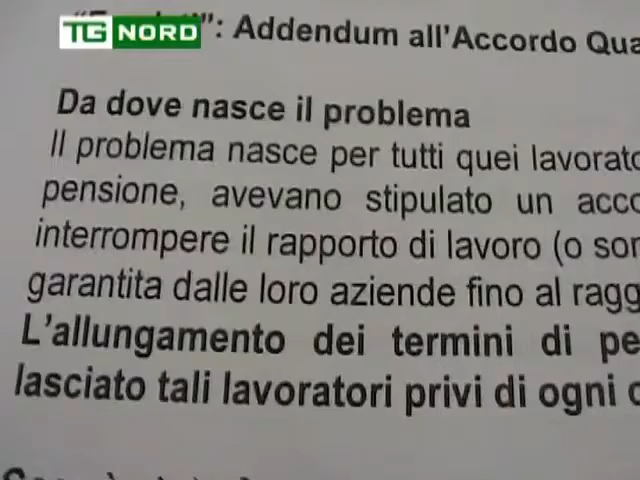 TG NORD
": Addendum all'Accordo Qua
Da dove nasce il problema
Il problema nasce per tutti quei lavorato
pensione, avevano stipulato un acco
interrompere il rapporto di lavoro (o sor
garantita dalle loro aziende fino al ragg
L'allungamento dei termini di pe
lasciato tali lavoratori privi di ogni